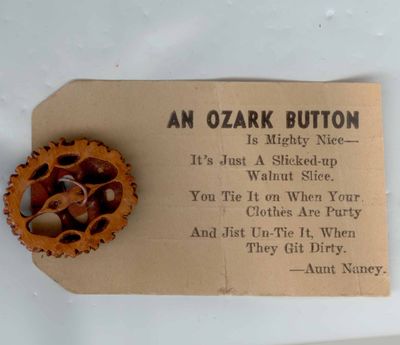 AN OZARK BUTTON
Is Mighty Nice—
It's Just A Slicked-up
Walnut Slice.
You Tie It on When Your
Clothes Are Purty
And Jist Un-Tie It, When
They Git Dirty.
—Aunt Nancy.